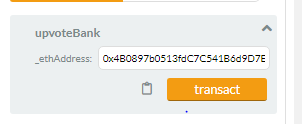 upvoteBank
_ethAddress: 0x4B0897b0513fdC7C541B6d9D7E
transact